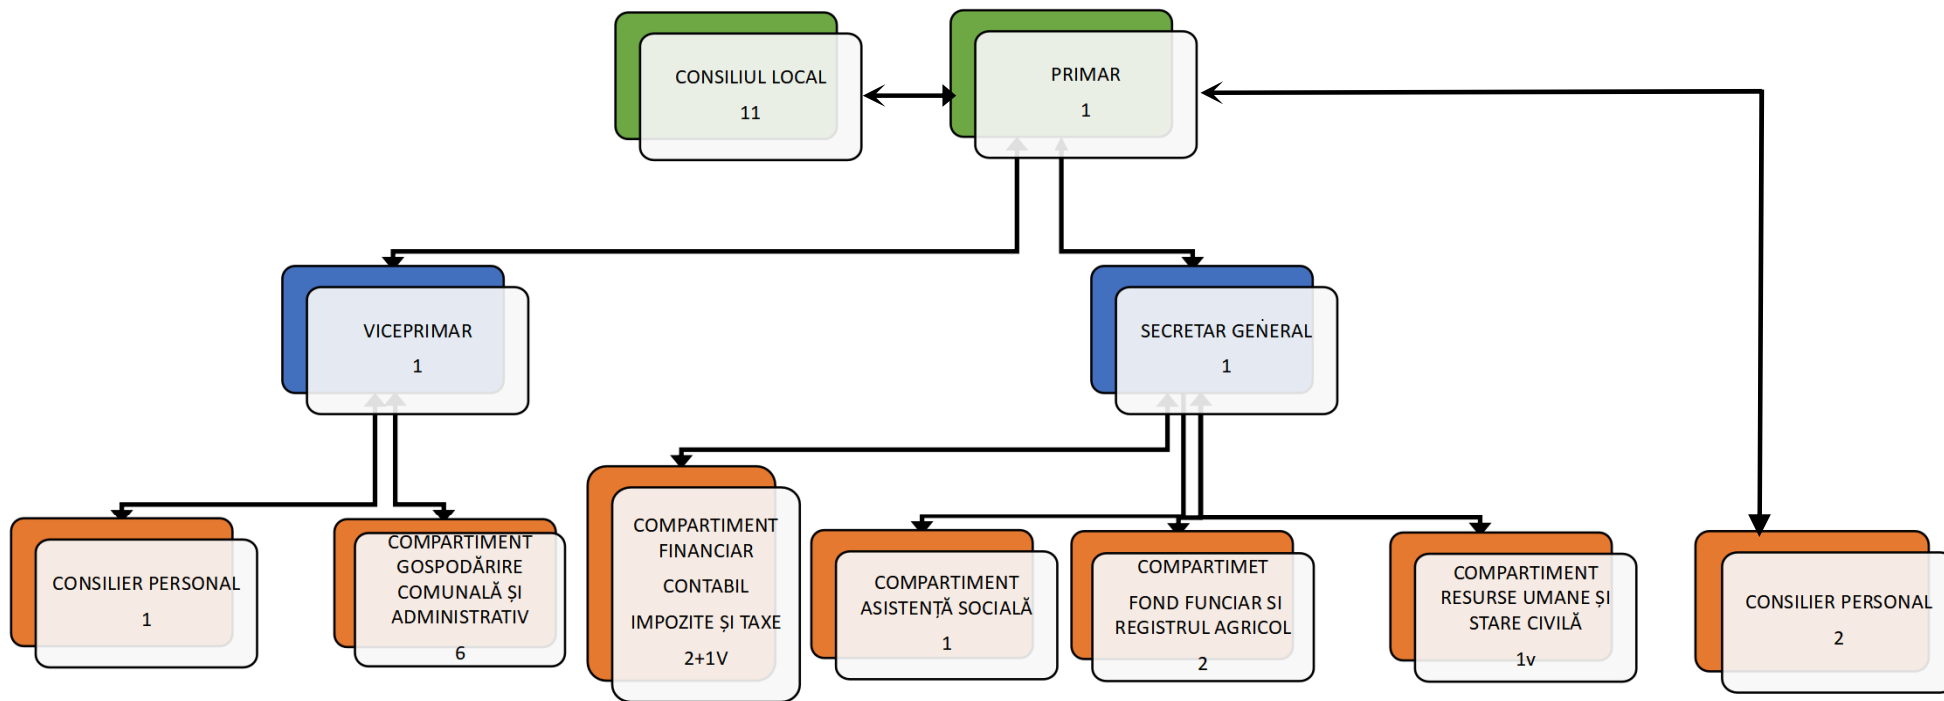 CONSILIUL LOCAL
11
PRIMAR
1
VICEPRIMAR
1
SECRETAR GENERAL
1
CONSILIER PERSONAL
1
COMPARTIMENT
GOSPODĂRIRE
COMUNALĂ ȘI
ADMINISTRATIV
6
COMPARTIMENT
FINANCIAR
CONTABIL
IMPOZITE ȘI TAXE
2+1V
COMPARTIMENT
ASISTENȚĂ SOCIALĂ
1
COMPARTIMET
FOND FUNCIAR SI
REGISTRUL AGRICOL
2
COMPARTIMENT
RESURSE UMANE ȘI
STARE CIVILĂ
1v
CONSILIER PERSONAL
2